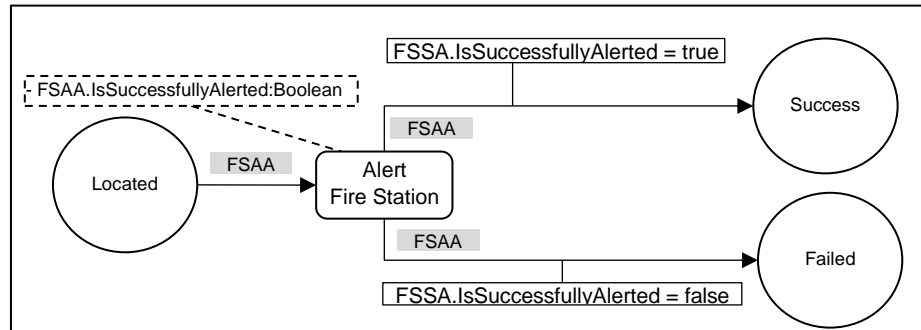 FSSA.IsSuccessfullyAlerted = true
- FSAA.IsSuccessfullyAlerted:Boolean
Success
FSAA
FSAA
Located
Alert
Fire Station
FSAA
Failed
FSSA.IsSuccessfullyAlerted = false